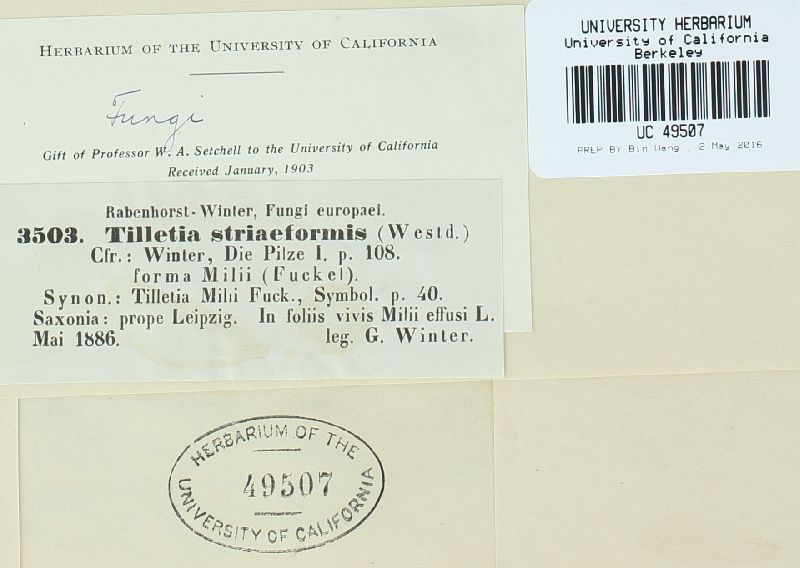 HERBARIUM OF THE UNIVERSITY OF CALIFORNIA
Fungi
Gift of Professor W. A. Setchell to the University of California
Received January, 1903
UNIVERSITY HERBARIUM
University of California
Berkeley
UC 49507
PREP BY Bin Wang , 2 May 2016
Rabenhorst-Winter, Fungi europaei.
3503. Tilletia striaeformis (Westd.)
Cfr.: Winter, Die Pilze I. p. 108.
forma Milii (Fuckel).
Synon.: Tilletia Milii Fuck., Symbol. p. 40.
Saxonia: prope Leipzig. In foliis vivis Milii effusi L.
Mai 1886. leg. G. Winter.
HERBARIUM OF THE
49507
UNIVERSITY OF CALIFORNIA